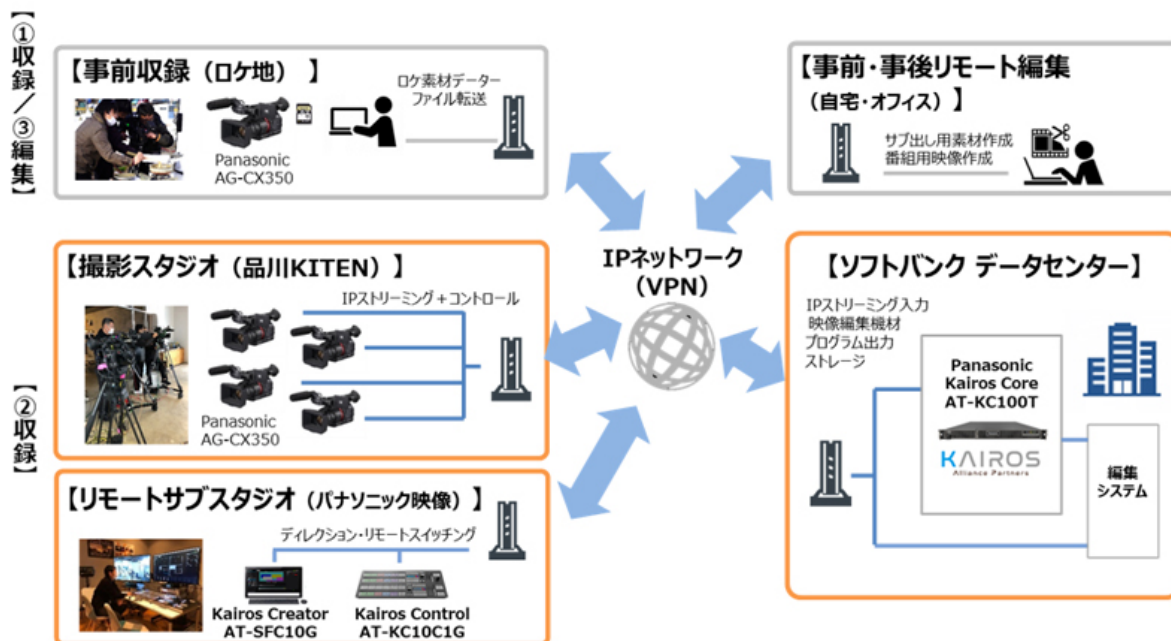 【①収録／③編集】
【事前収録（ロケ地）】
ロケ素材データー
ファイル転送
Panasonic
AG-CX350
【事前・事後リモート編集
（自宅・オフィス）】
サブ出し用素材作成
番組用映像作成
IPネットワーク
（VPN）
【②収録】
【撮影スタジオ（品川KITEN）】
IPストリーミング＋コントロール
Panasonic
AG-CX350
【リモートサブスタジオ（パナソニック映像）】
ディレクション・リモートスイッチング
Kairos Creator
AT-SFC10G
Kairos Control
AT-KC10C1G
【ソフトバンク データセンター】
IPストリーミング入力
映像編集機材
プログラム出力
ストレージ
Panasonic
Kairos Core
AT-KC100T
KAIROS
Alliance Partners
編集
システム